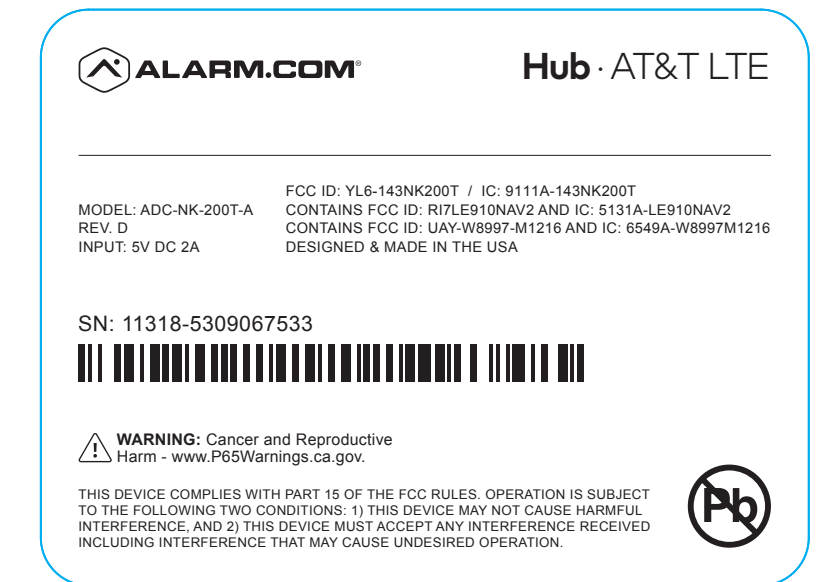 ALARM.COM®
Hub · AT&T LTE
FCC ID: YL6-143NK200T / IC: 9111A-143NK200T
MODEL: ADC-NK-200T-A CONTAINS FCC ID: RI7LE910NAV2 AND IC: 5131A-LE910NAV2
REV. D CONTAINS FCC ID: UAY-W8997-M1216 AND IC: 6549A-W8997M1216
INPUT: 5V DC 2A DESIGNED & MADE IN THE USA
SN: 11318-5309067533
WARNING: Cancer and Reproductive
Harm - www.P65Warnings.ca.gov.
THIS DEVICE COMPLIES WITH PART 15 OF THE FCC RULES. OPERATION IS SUBJECT
TO THE FOLLOWING TWO CONDITIONS: 1) THIS DEVICE MAY NOT CAUSE HARMFUL
INTERFERENCE, AND 2) THIS DEVICE MUST ACCEPT ANY INTERFERENCE RECEIVED
INCLUDING INTERFERENCE THAT MAY CAUSE UNDESIRED OPERATION.
Pb